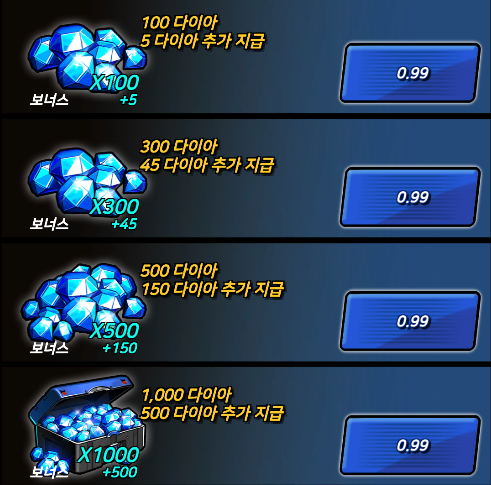 100 다이아
5 다이아 추가 지급
X100
보너스 +5
0.99
300 다이아
45 다이아 추가 지급
X300
보너스 +45
0.99
500 다이아
150 다이아 추가 지급
X500
보너스 +150
0.99
1,000 다이아
500 다이아 추가 지급
X1000
보너스 +500
0.99